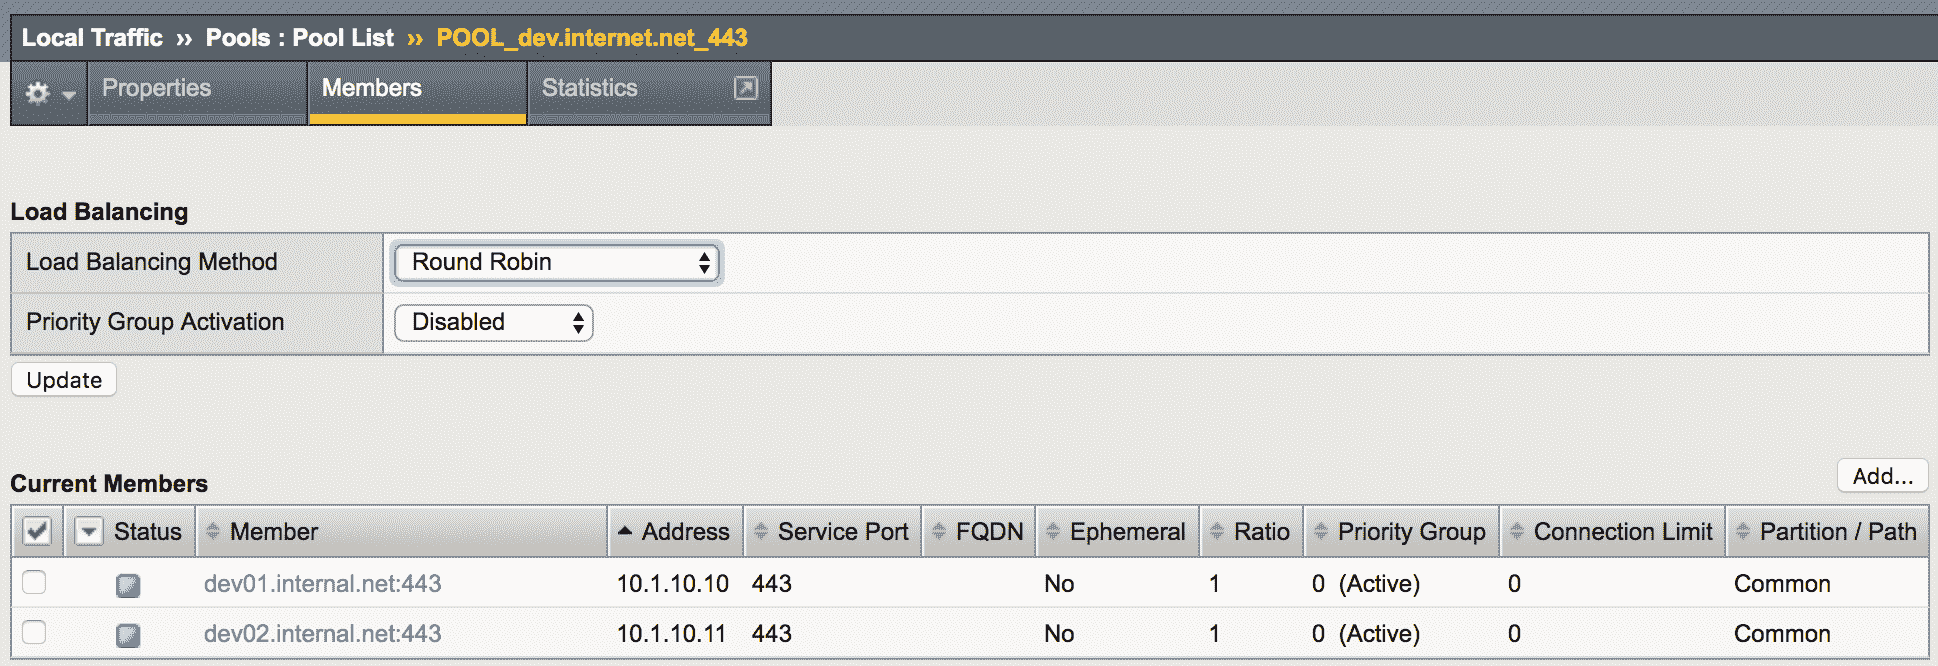 Local Traffic ›› Pools : Pool List ›› POOL_dev.internet.net_443
Properties Members Statistics
Load Balancing
Load Balancing Method Round Robin
Priority Group Activation Disabled
Update
Add...
Current Members
Status Member Address Service Port FQDN Ephemeral Ratio Priority Group Connection Limit Partition / Path
dev01.internal.net:443 10.1.10.10 443 No 1 0 (Active) 0 Common
dev02.internal.net:443 10.1.10.11 443 No 1 0 (Active) 0 Common